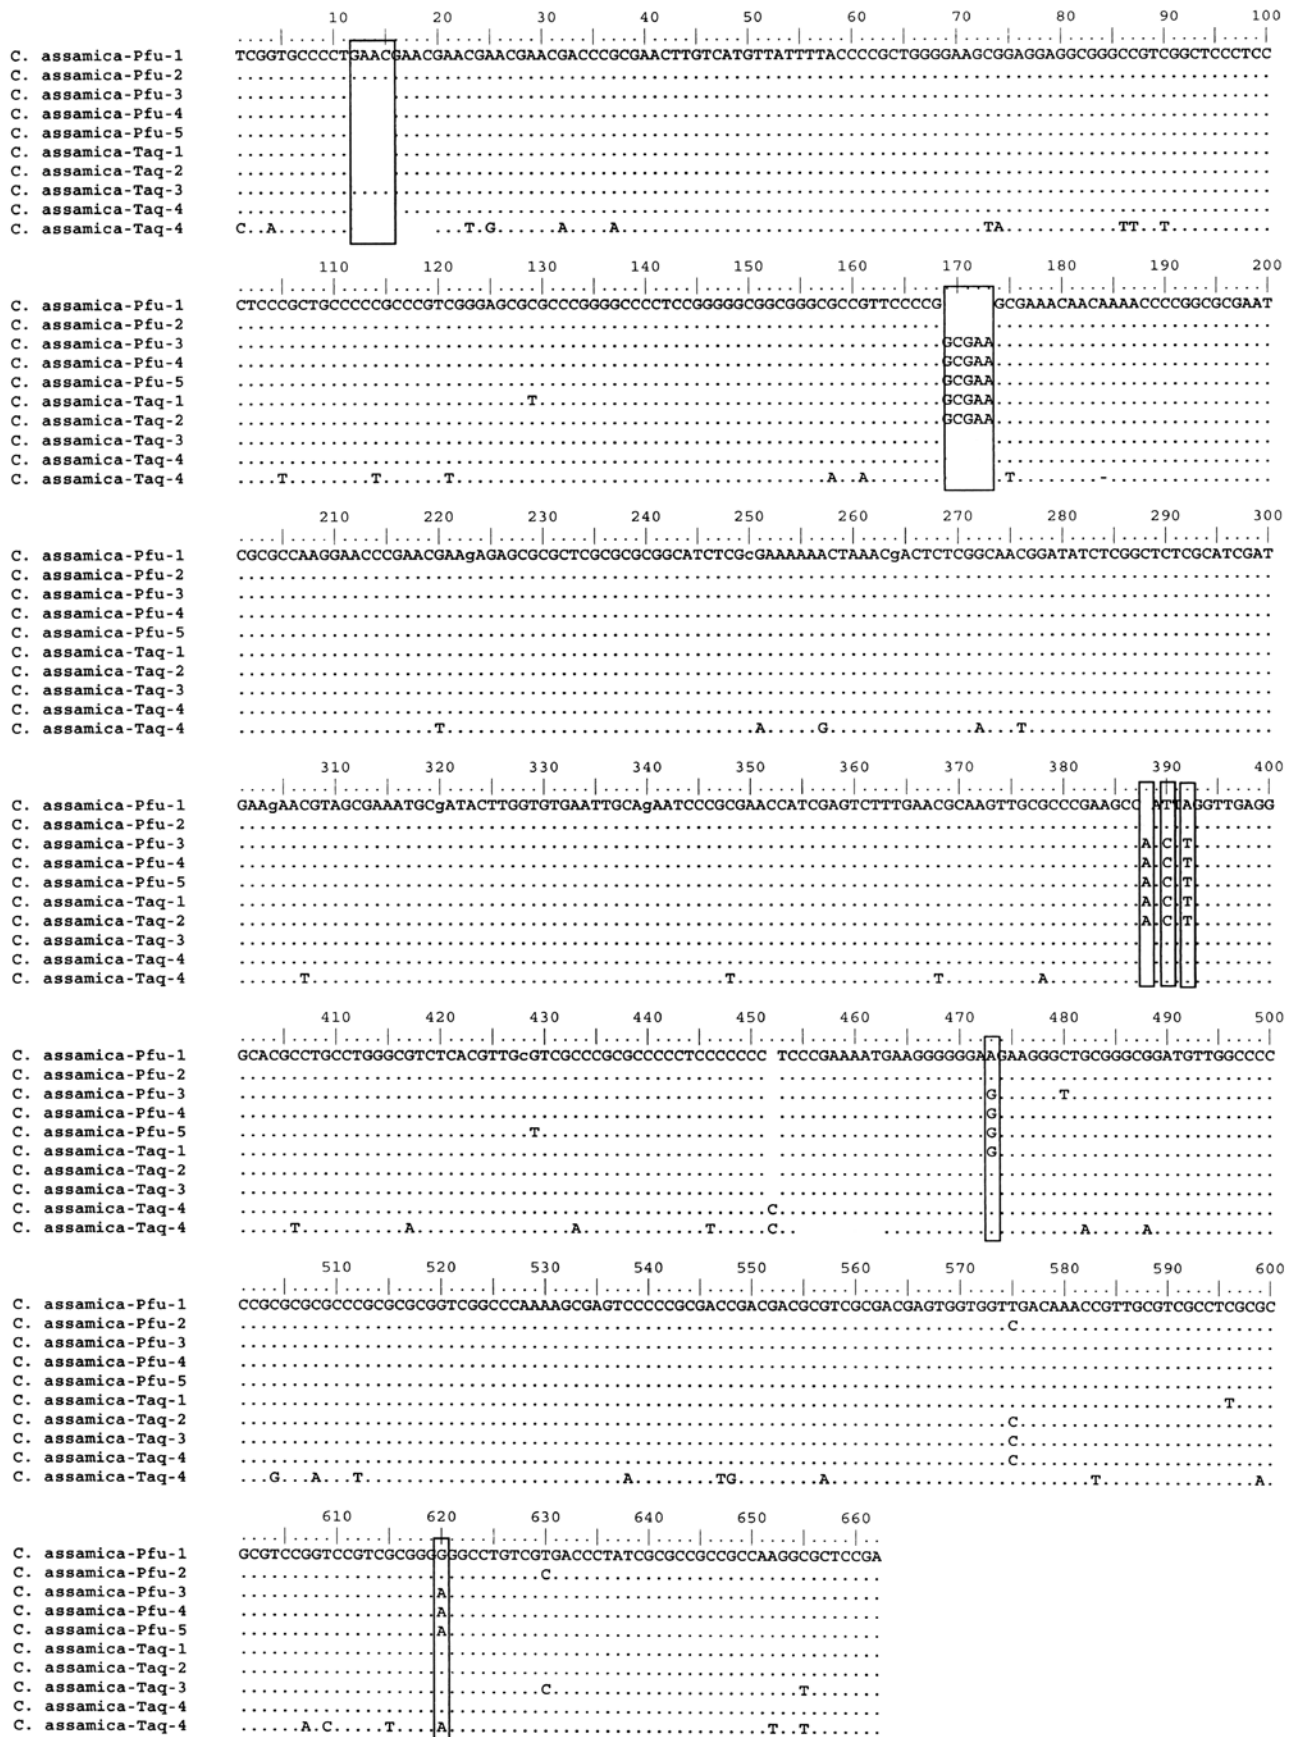 10 20 30 40 50 60 70 80 90 100
C. assamica-Pfu-1 TCGGTGCCCCTGAACGAACGAACGAACGAACGACCCGCGAACTTGTCATGTTATTTTACCCCGCTGGGGAAGCGGAGGAGGCGGGCCGTCGGCTCCCTCC
C. assamica-Pfu-2
C. assamica-Pfu-3
C. assamica-Pfu-4
C. assamica-Pfu-5
C. assamica-Taq-1
C. assamica-Taq-2
C. assamica-Taq-3
C. assamica-Taq-4
C. assamica-Taq-4 C..A T.G A A TA TT..T
110 120 130 140 150 160 170 180 190 200
C. assamica-Pfu-1 CTCCCGCTGCCCCCGCCCGTCGGGAGCGCGCCCGGGGCCCCTCCGGGGGCGGCGGGCGCCGTTCCCCG GCGAAACAACAAAACCCCGGCGCGAAT
C. assamica-Pfu-2
C. assamica-Pfu-3 GCGAA
C. assamica-Pfu-4 GCGAA
C. assamica-Pfu-5 GCGAA
C. assamica-Taq-1 T GCGAA
C. assamica-Taq-2 GCGAA
C. assamica-Taq-3
C. assamica-Taq-4
C. assamica-Taq-4 T T T A..A T -
210 220 230 240 250 260 270 280 290 300
C. assamica-Pfu-1 CGCGCCAAGGAACCCGAACGAAgAGAGCGCGCTCGCGCGCGGCATCTCGcGAAAAAACTAAACgACTCTCGGCAACGGATATCTCGGCTCTCGCATCGAT
C. assamica-Pfu-2
C. assamica-Pfu-3
C. assamica-Pfu-4
C. assamica-Pfu-5
C. assamica-Taq-1
C. assamica-Taq-2
C. assamica-Taq-3
C. assamica-Taq-4
C. assamica-Taq-4 T A G A T
310 320 330 340 350 360 370 380 390 400
C. assamica-Pfu-1 GAAgAACGTAGCGAAATGCgATACTTGGTGTGAATTGCAgAATCCCGCGAACCATCGAGTCTTTGAACGCAAGTTGCGCCCGAAGCC ATTAGGTTGAGG
C. assamica-Pfu-2
C. assamica-Pfu-3 A.C.T
C. assamica-Pfu-4 A.C.T
C. assamica-Pfu-5 A.C.T
C. assamica-Taq-1 A.C.T
C. assamica-Taq-2 A.C.T
C. assamica-Taq-3
C. assamica-Taq-4
C. assamica-Taq-4 T T T A
410 420 430 440 450 460 470 480 490 500
C. assamica-Pfu-1 GCACGCCTGCCTGGGCGTCTCACGTTGcGTCGCCCGCGCCCCCTCCCCCCC TCCCGAAAATGAAGGGGGGAAGAAGGGCTGCGGGCGGATGTTGGCCCC
C. assamica-Pfu-2
C. assamica-Pfu-3 G T
C. assamica-Pfu-4 G
C. assamica-Pfu-5 T G
C. assamica-Taq-1 G
C. assamica-Taq-2
C. assamica-Taq-3
C. assamica-Taq-4 C
C. assamica-Taq-4 T A A T C A A
510 520 530 540 550 560 570 580 590 600
C. assamica-Pfu-1 CCGCGCGCGCCCGCGCGCGGTCGGCCCAAAAGCGAGTCCCCCGCGACCGACGACGCGTCGCGACGAGTGGTGGTTGACAAACCGTTGCGTCGCCTCGCGC
C. assamica-Pfu-2 C
C. assamica-Pfu-3
C. assamica-Pfu-4
C. assamica-Pfu-5
C. assamica-Taq-1 T
C. assamica-Taq-2 C
C. assamica-Taq-3 C
C. assamica-Taq-4 C
C. assamica-Taq-4 G...A...T A TG A T A
610 620 630 640 650 660
C. assamica-Pfu-1 GCGTCCGGTCCGTCGCGGGGGGCCTGTCGTGACCCTATCGCGCCGCCGCCAAGGCGCTCCGA
C. assamica-Pfu-2 C
C. assamica-Pfu-3 A
C. assamica-Pfu-4 A
C. assamica-Pfu-5 A
C. assamica-Taq-1
C. assamica-Taq-2
C. assamica-Taq-3 C T
C. assamica-Taq-4
C. assamica-Taq-4 A.C T A T..T